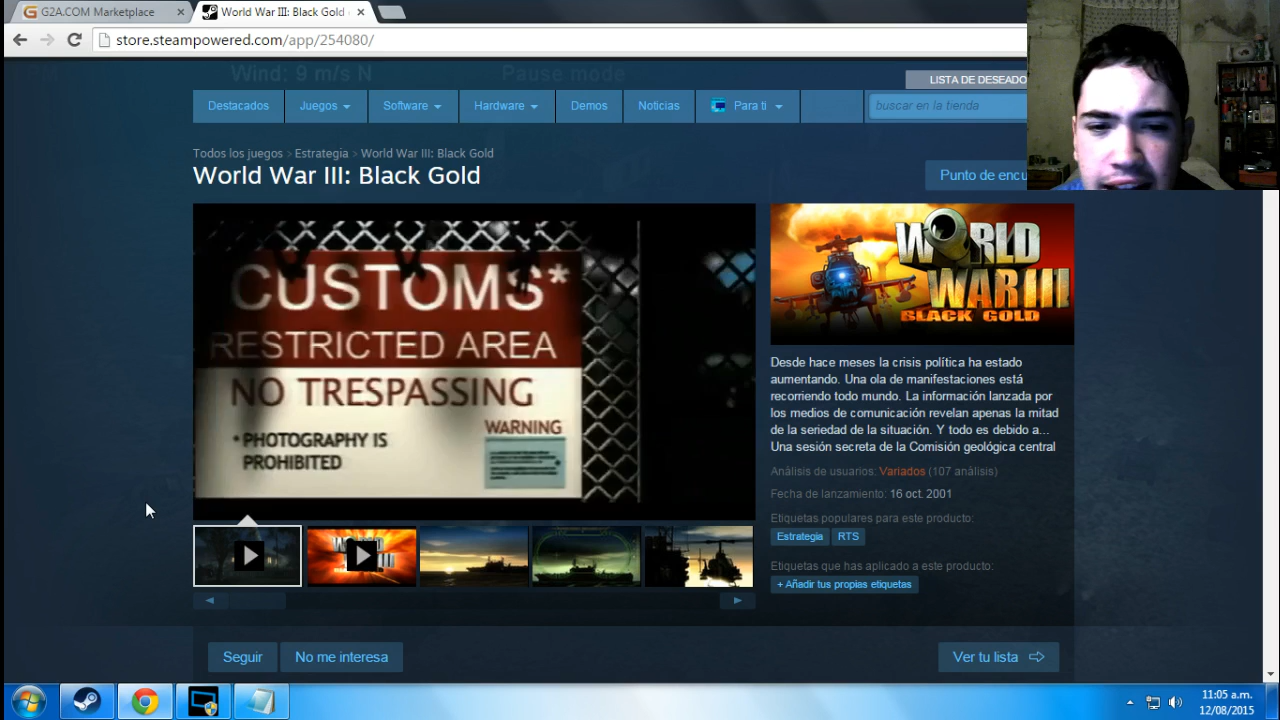 G2A.COM Marketplace
World War III: Black Gold
store.steampowered.com/app/254080/
Wind: 9 m/s N Pause mode
LISTA DE DESEADO
Destacados Juegos Software Hardware Demos Noticias Para ti buscar en la tienda
Todos los juegos > Estrategia > World War III: Black Gold
World War III: Black Gold
Punto de encu
CUSTOMS*
RESTRICTED AREA
NO TRESPASSING
WARNING
*PHOTOGRAPHY IS
PROHIBITED
WORLD
WAR III
BLACK GOLD
Desde hace meses la crisis política ha estado
aumentando. Una ola de manifestaciones está
recorriendo todo mundo. La información lanzada por
los medios de comunicación revelan apenas la mitad
de la seriedad de la situación. Y todo es debido a...
Una sesión secreta de la Comisión geológica central
Análisis de usuarios: Variados (107 análisis)
Fecha de lanzamiento: 16 oct. 2001
Etiquetas populares para este producto:
Estrategia RTS
Etiquetas que has aplicado a este producto:
+ Añadir tus propias etiquetas
Seguir No me interesa Ver tu lista
11:05 a.m.
12/08/2015